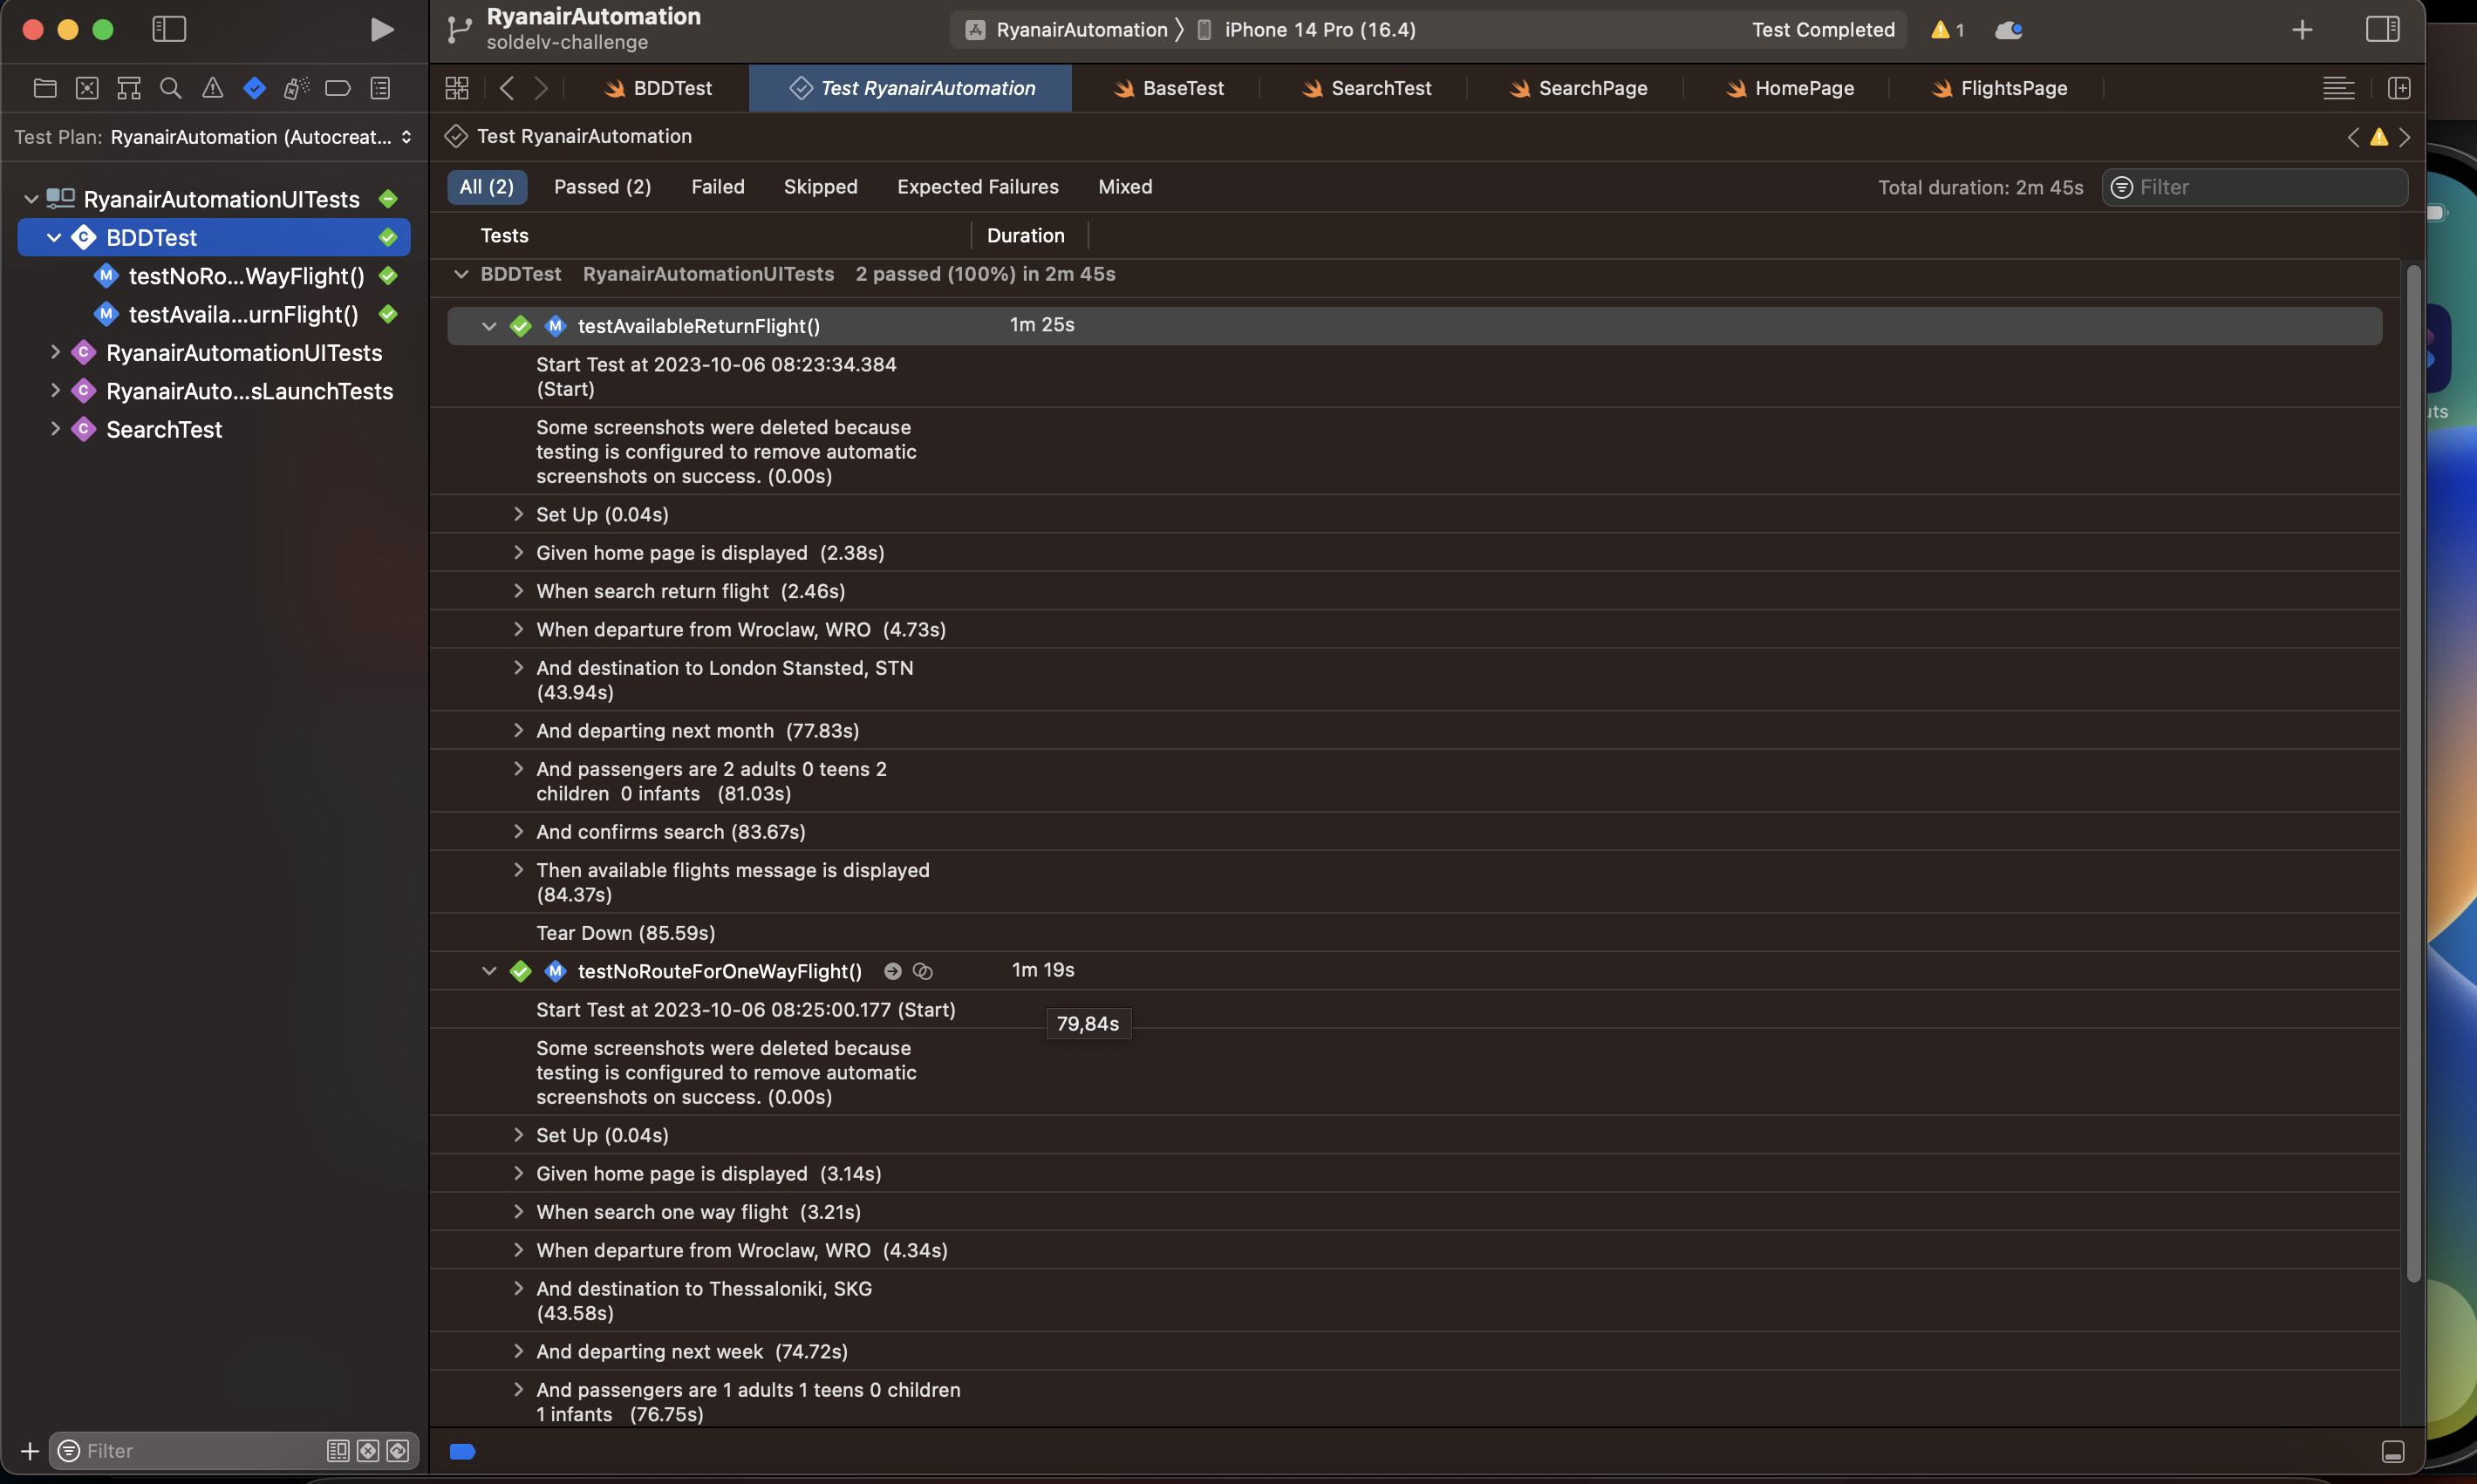 RyanairAutomation
soldelv-challenge
RyanairAutomation
iPhone 14 Pro (16.4)
Test Completed
1
BDDTest
Test RyanairAutomation
BaseTest
SearchTest
SearchPage
HomePage
FlightsPage
Test Plan: RyanairAutomation (Autocreat...
Test RyanairAutomation
RyanairAutomationUITests
BDDTest
testNoRo...WayFlight()
testAvaila...urnFlight()
RyanairAutomationUITests
RyanairAuto...sLaunchTests
SearchTest
All (2)
Passed (2)
Failed
Skipped
Expected Failures
Mixed
Total duration: 2m 45s
Filter
Tests
Duration
BDDTest RyanairAutomationUITests 2 passed (100%) in 2m 45s
testAvailableReturnFlight()
1m 25s
Start Test at 2023-10-06 08:23:34.384
(Start)
Some screenshots were deleted because
testing is configured to remove automatic
screenshots on success. (0.00s)
Set Up (0.04s)
Given home page is displayed (2.38s)
When search return flight (2.46s)
When departure from Wroclaw, WRO (4.73s)
And destination to London Stansted, STN
(43.94s)
And departing next month (77.83s)
And passengers are 2 adults 0 teens 2
children 0 infants (81.03s)
And confirms search (83.67s)
Then available flights message is displayed
(84.37s)
Tear Down (85.59s)
testNoRouteForOneWayFlight()
1m 19s
Start Test at 2023-10-06 08:25:00.177 (Start)
79,84s
Some screenshots were deleted because
testing is configured to remove automatic
screenshots on success. (0.00s)
Set Up (0.04s)
Given home page is displayed (3.14s)
When search one way flight (3.21s)
When departure from Wroclaw, WRO (4.34s)
And destination to Thessaloniki, SKG
(43.58s)
And departing next week (74.72s)
And passengers are 1 adults 1 teens 0 children
1 infants (76.75s)
Filter
uts